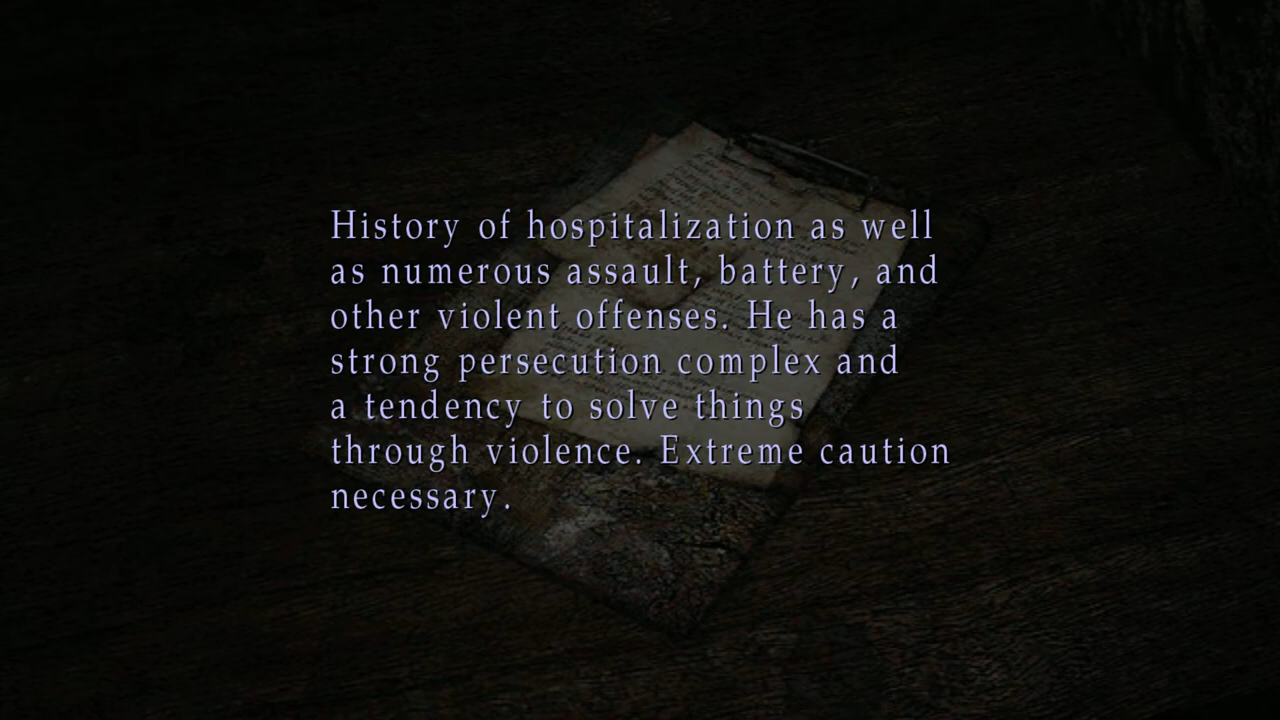 History of hospitalization as well
as numerous assault, battery, and
other violent offenses. He has a
strong persecution complex and
a tendency to solve things
through violence. Extreme caution
necessary.